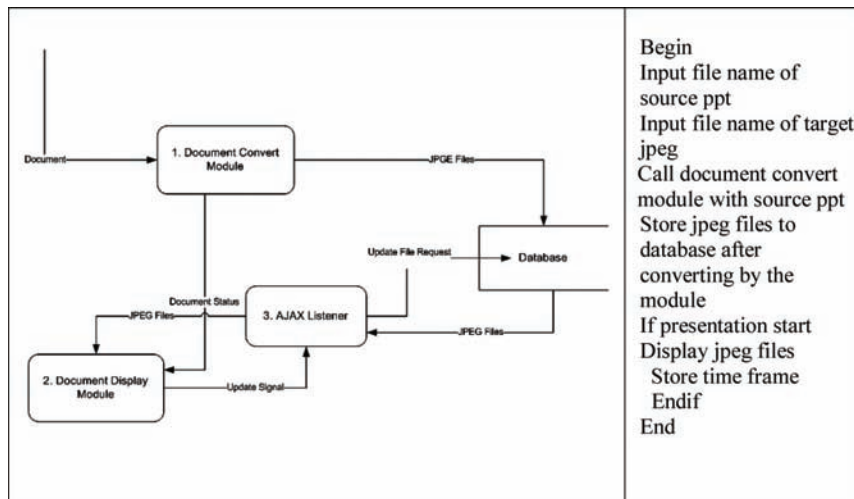 Document
1. Document Convert
Module
JPGE Files
Database
Update File Request
Document Status
JPEG Files
3. AJAX Listener
JPEG Files
2. Document Display
Module
Update Signal
Begin
Input file name of
source ppt
Input file name of target
jpeg
Call document convert
module with source ppt
Store jpeg files to
database after
converting by the
module
If presentation start
Display jpeg files
Store time frame
Endif
End